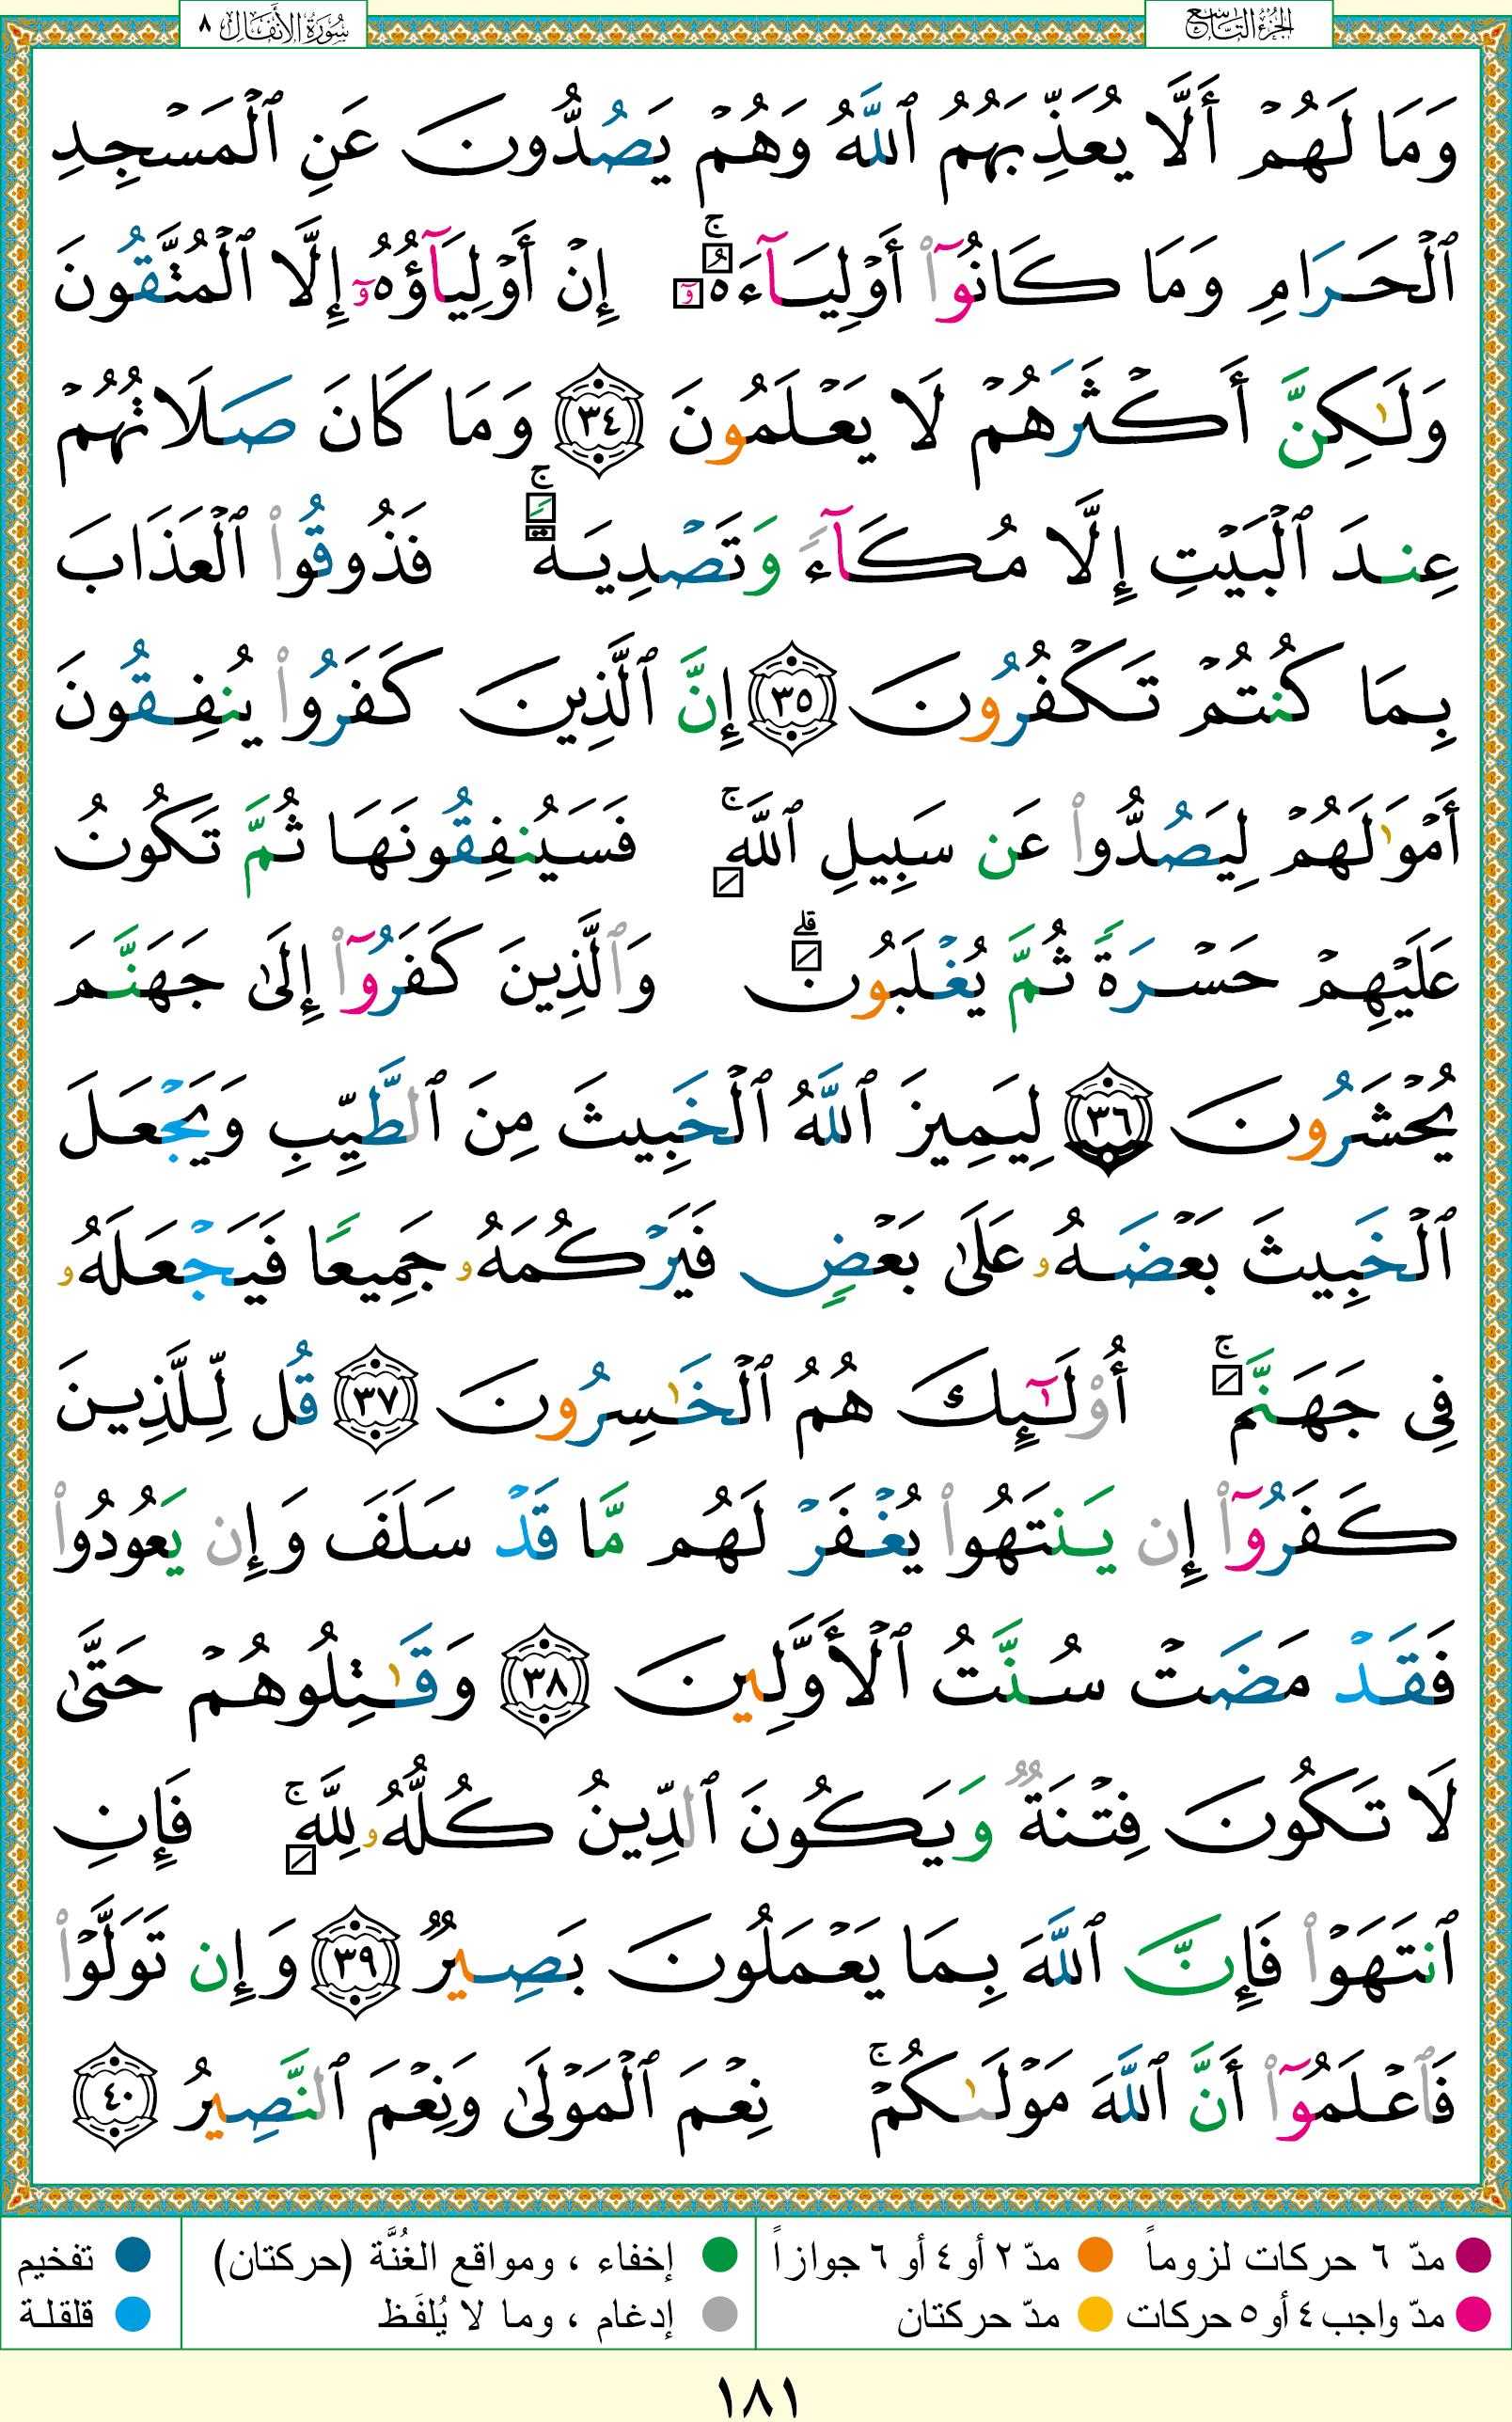 الجزء التاسع
سورة الأنفال ٨
وَمَا لَهُمْ أَلَّا يُعَذِّبَهُمُ ٱللَّهُ وَهُمْ يَصُدُّونَ عَنِ ٱلْمَسْجِدِ
ٱلْحَرَامِ وَمَا كَانُوٓا۟ أَوْلِيَآءَهُۥٓ ۚ إِنْ أَوْلِيَآؤُهُۥٓ إِلَّا ٱلْمُتَّقُونَ
وَلَـٰكِنَّ أَكْثَرَهُمْ لَا يَعْلَمُونَ ٣٤ وَمَا كَانَ صَلَاتُهُمْ
عِندَ ٱلْبَيْتِ إِلَّا مُكَآءً وَتَصْدِيَةً ۚ فَذُوقُوا۟ ٱلْعَذَابَ
بِمَا كُنتُمْ تَكْفُرُونَ ٣٥ إِنَّ ٱلَّذِينَ كَفَرُوا۟ يُنفِقُونَ
أَمْوَٰلَهُمْ لِيَصُدُّوا۟ عَن سَبِيلِ ٱللَّهِ ۚ فَسَيُنفِقُونَهَا ثُمَّ تَكُونُ
عَلَيْهِمْ حَسْرَةً ثُمَّ يُغْلَبُونَ ۗ وَٱلَّذِينَ كَفَرُوٓا۟ إِلَىٰ جَهَنَّمَ
يُحْشَرُونَ ٣٦ لِيَمِيزَ ٱللَّهُ ٱلْخَبِيثَ مِنَ ٱلطَّيِّبِ وَيَجْعَلَ
ٱلْخَبِيثَ بَعْضَهُۥ عَلَىٰ بَعْضٍ فَيَرْكُمَهُۥ جَمِيعًا فَيَجْعَلَهُۥ
فِى جَهَنَّمَ ۚ أُو۟لَـٰٓئِكَ هُمُ ٱلْخَـٰسِرُونَ ٣٧ قُل لِّلَّذِينَ
كَفَرُوٓا۟ إِن يَنتَهُوا۟ يُغْفَرْ لَهُم مَّا قَدْ سَلَفَ وَإِن يَعُودُوا۟
فَقَدْ مَضَتْ سُنَّتُ ٱلْأَوَّلِينَ ٣٨ وَقَـٰتِلُوهُمْ حَتَّىٰ
لَا تَكُونَ فِتْنَةٌ وَيَكُونَ ٱلدِّينُ كُلُّهُۥ لِلَّهِ ۚ فَإِنِ
ٱنتَهَوْا۟ فَإِنَّ ٱللَّهَ بِمَا يَعْمَلُونَ بَصِيرٌ ٣٩ وَإِن تَوَلَّوْا۟
فَٱعْلَمُوٓا۟ أَنَّ ٱللَّهَ مَوْلَىٰكُمْ ۚ نِعْمَ ٱلْمَوْلَىٰ وَنِعْمَ ٱلنَّصِيرُ ٤٠
مدّ ٦ حركات لزوماً مدّ ٢ أو ٤ أو ٦ جوازاً إخفاء ، ومواقع الغُنَّة (حركتان) تفخيم
مدّ واجب ٤ أو ٥ حركات مدّ حركتان إدغام ، وما لا يُلفَظ قلقلة
١٨١